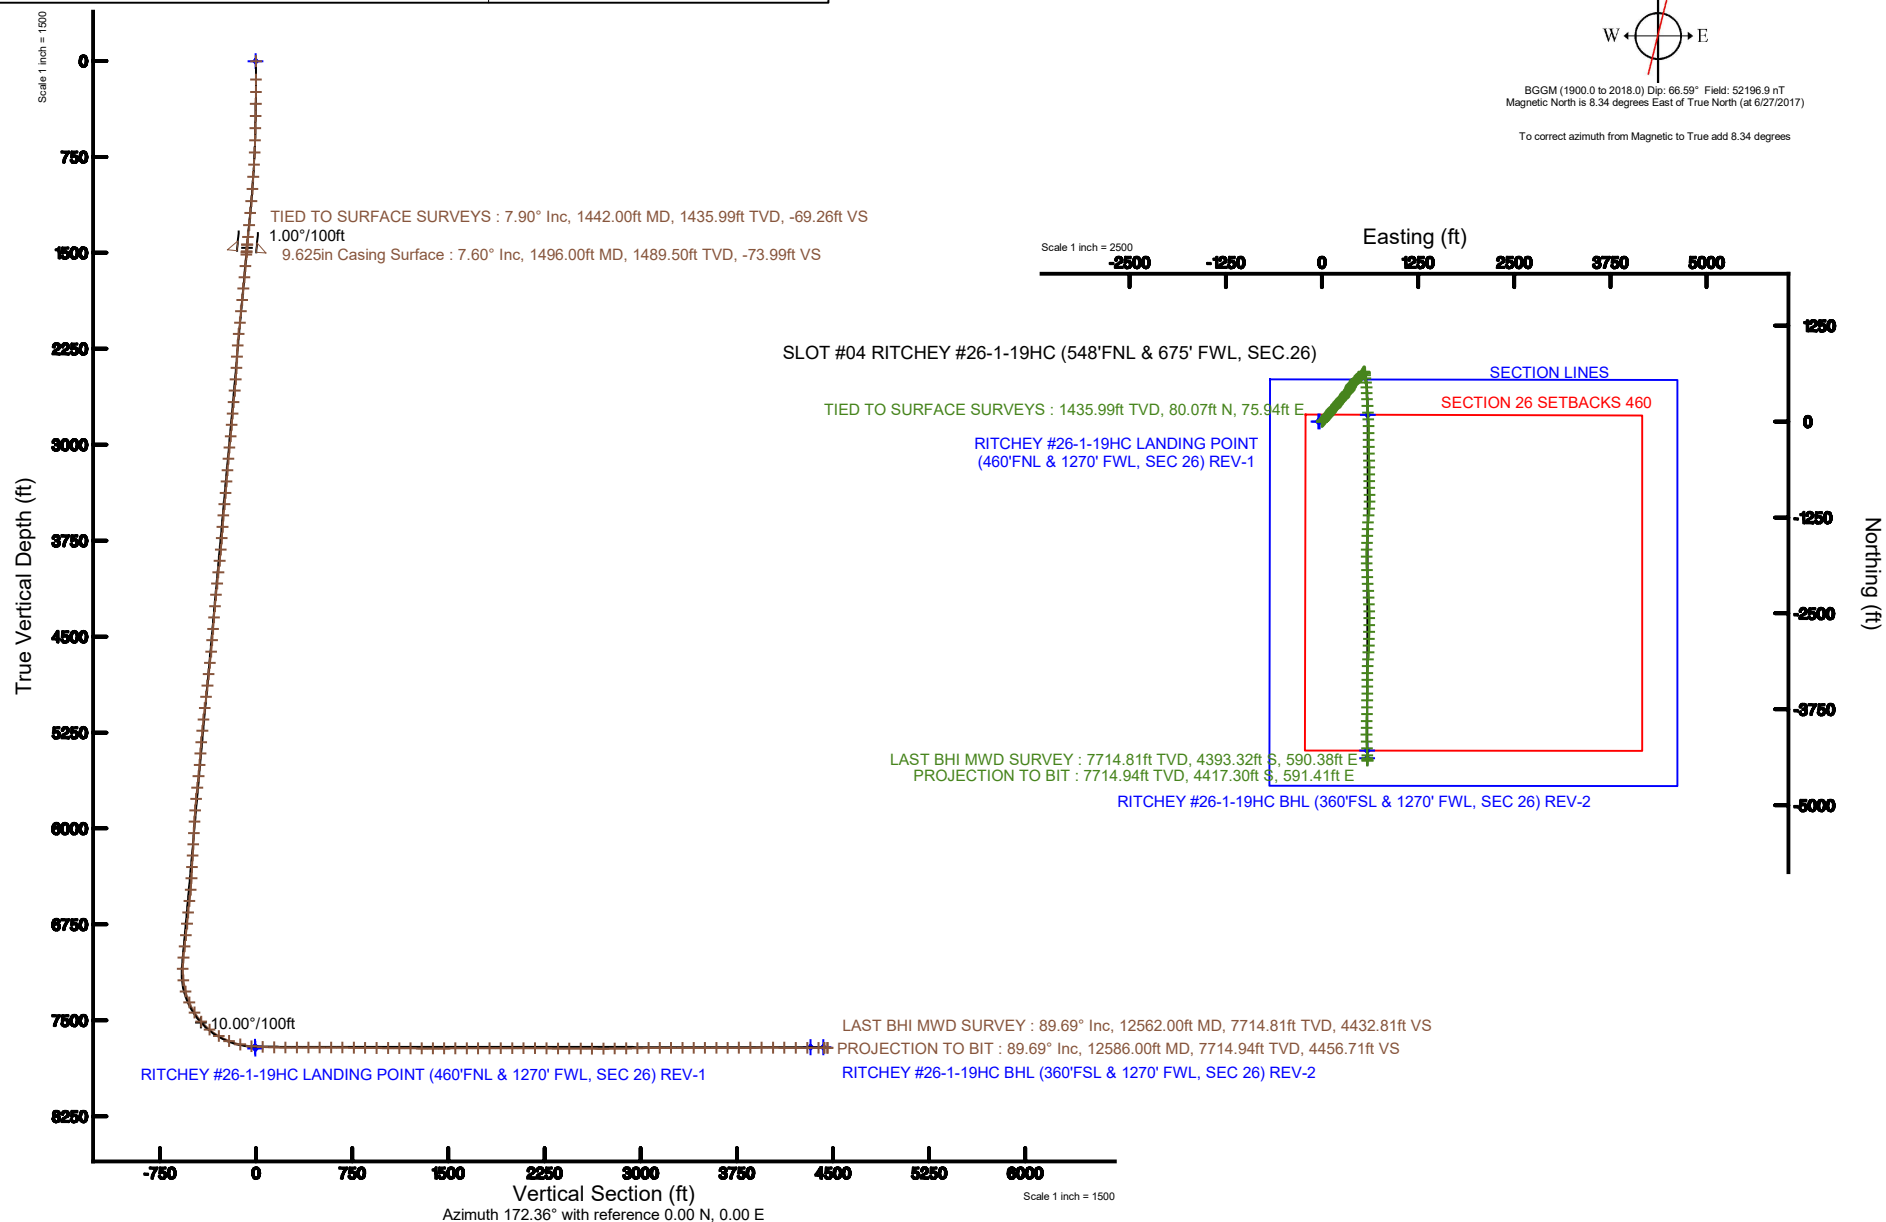 Scale 1 inch = 1500
0
750
1500
2250
3000
3750
4500
5250
6000
6750
7500
8250
True Vertical Depth (ft)
TIED TO SURFACE SURVEYS : 7.90° Inc, 1442.00ft MD, 1435.99ft TVD, -69.26ft VS
1.00°/100ft
9.625in Casing Surface : 7.60° Inc, 1496.00ft MD, 1489.50ft TVD, -73.99ft VS
10.00°/100ft
LAST BHI MWD SURVEY : 89.69° Inc, 12562.00ft MD, 7714.81ft TVD, 4432.81ft VS
PROJECTION TO BIT : 89.69° Inc, 12586.00ft MD, 7714.94ft TVD, 4456.71ft VS
RITCHEY #26-1-19HC LANDING POINT (460'FNL & 1270' FWL, SEC 26) REV-1
RITCHEY #26-1-19HC BHL (360'FSL & 1270' FWL, SEC 26) REV-2
-750 0 750 1500 2250 3000 3750 4500 5250 6000
Vertical Section (ft)
Scale 1 inch = 1500
Azimuth 172.36° with reference 0.00 N, 0.00 E
W E
BGGM (1900.0 to 2018.0) Dip: 66.59° Field: 52196.9 nT
Magnetic North is 8.34 degrees East of True North (at 6/27/2017)
To correct azimuth from Magnetic to True add 8.34 degrees
Easting (ft)
Scale 1 inch = 2500
-2500 -1250 0 1250 2500 3750 5000
1250
0
-1250
-2500
-3750
-5000
Northing (ft)
SLOT #04 RITCHEY #26-1-19HC (548'FNL & 675' FWL, SEC.26)
SECTION LINES
SECTION 26 SETBACKS 460
TIED TO SURFACE SURVEYS : 1435.99ft TVD, 80.07ft N, 75.94ft E
RITCHEY #26-1-19HC LANDING POINT
(460'FNL & 1270' FWL, SEC 26) REV-1
LAST BHI MWD SURVEY : 7714.81ft TVD, 4393.32ft S, 590.38ft E
PROJECTION TO BIT : 7714.94ft TVD, 4417.30ft S, 591.41ft E
RITCHEY #26-1-19HC BHL (360'FSL & 1270' FWL, SEC 26) REV-2